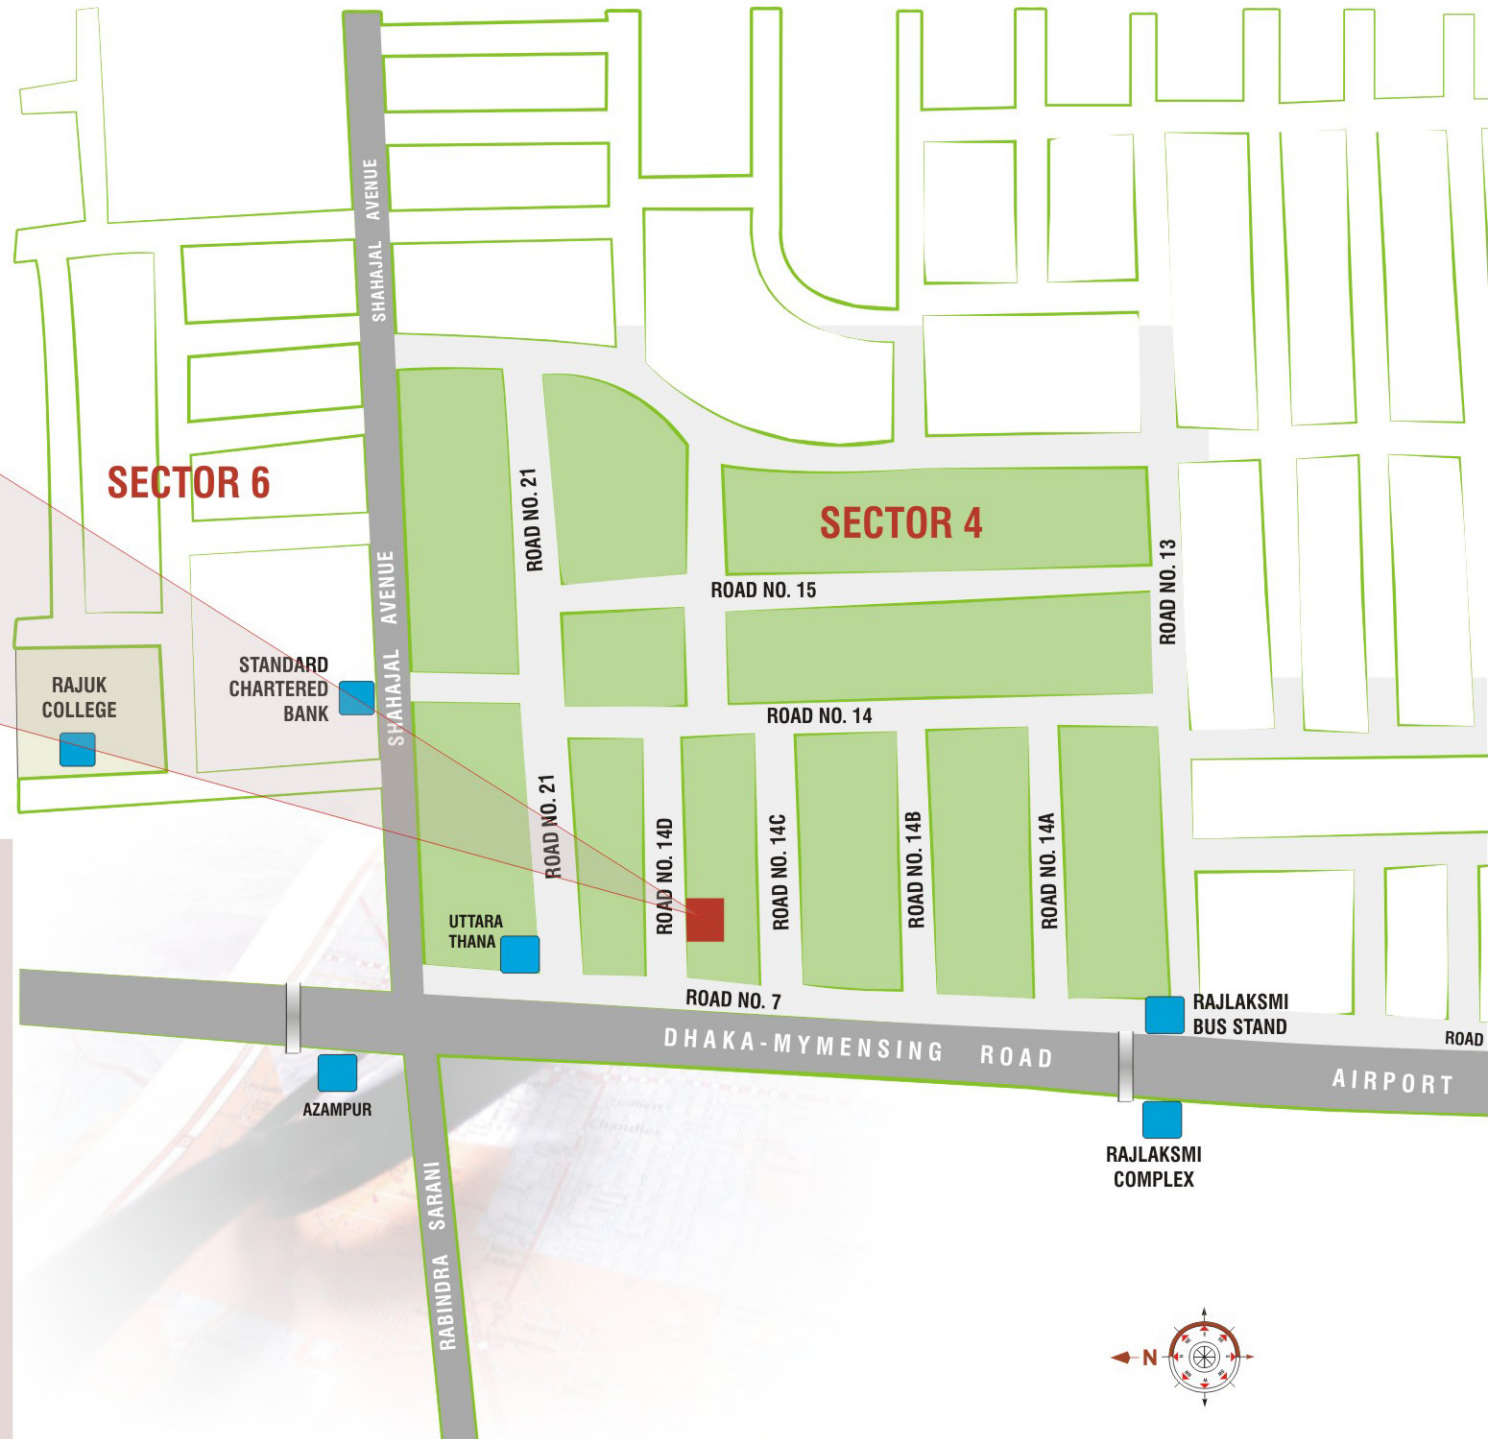 SHAHAJAL AVENUE
SECTOR 6
ROAD NO. 21
SECTOR 4
ROAD NO. 15
ROAD NO. 13
SHAHAJAL AVENUE
STANDARD
CHARTERED
BANK
RAJUK
COLLEGE
ROAD NO. 14
ROAD NO. 21
ROAD NO. 14D
ROAD NO. 14C
ROAD NO. 14B
ROAD NO. 14A
UTTARA
THANA
ROAD NO. 7
RAJLAKSMI
BUS STAND
ROAD
DHAKA-MYMENSING ROAD
AIRPORT
AZAMPUR
RAJLAKSMI
COMPLEX
RABINDRA SARANI
N